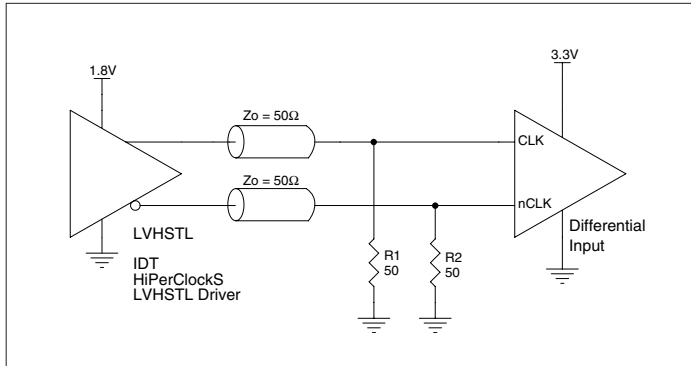 1.8V
3.3V
Zo = 50Ω
CLK
Zo = 50Ω
nCLK
LVHSTL
Differential
Input
IDT
HiPerClockS
LVHSTL Driver
R1
50
R2
50